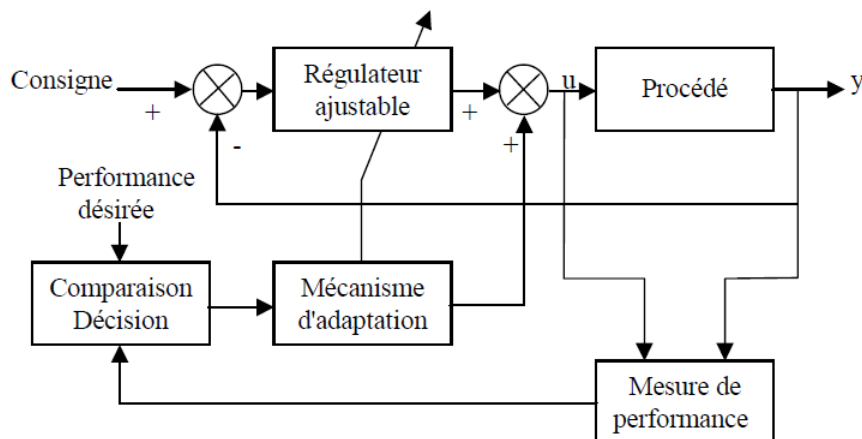 Consigne
+
-
Régulateur
ajustable
+
+
u
Procédé
y
Performance
désirée
Comparaison
Décision
Mécanisme
d'adaptation
Mesure de
performance